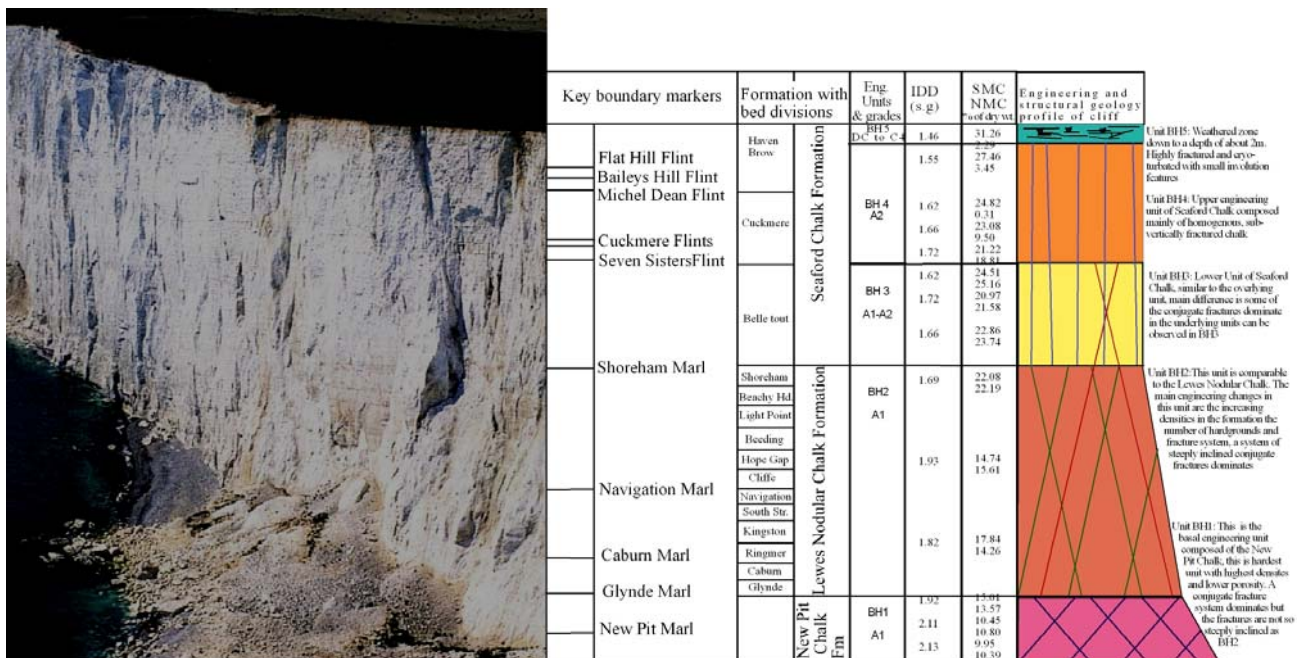 Key boundary markers
Formation with
bed divisions
Eng.
Units
& grades
IDD
(s.g)
SMC
NMC
% of dry wt.
Engineering and
structural geology
profile of cliff
Flat Hill Flint
Baileys Hill Flint
Michel Dean Flint
Cuckmere Flints
Seven SistersFlint
Shoreham Marl
Navigation Marl
Caburn Marl
Glynde Marl
New Pit Marl
Haven
Brow
Cuckmere
Belle tout
Shoreham
Beachy Hd.
Light Point
Beeding
Hope Gap
Cliffe
Navigation
South Str.
Kingston
Ringmer
Caburn
Glynde
Seaford Chalk Formation
Lewes Nodular Chalk Formation
New Pit
Chalk
Fm
BH5
DC to C4
BH 4
A2
BH 3
A1-A2
BH2
A1
BH1
A1
1.46
1.55
1.62
1.66
1.72
1.62
1.72
1.66
1.69
1.93
1.82
1.92
2.11
2.13
31.26
2.29
27.46
3.45
24.82
0.31
23.08
9.50
21.22
18.81
24.51
25.16
20.97
21.58
22.86
23.74
22.08
22.19
14.74
15.61
17.84
14.26
15.01
13.57
10.45
10.80
9.95
10.39
Unit BH5: Weathered zone
down to a depth of about 2m.
Highly fractured and cryo-
turbated with small involution
features
Unit BH4: Upper engineering
unit of Seaford Chalk composed
mainly of homogenous, sub-
vertically fractured chalk
Unit BH3: Lower Unit of Seaford
Chalk, similar to the overlying
unit, main difference is some of
the conjugate fractures dominate
in the underlying units can be
observed in BH3
Unit BH2:This unit is comparable
to the Lewes Nodular Chalk. The
main engineering changes in
this unit are the increasing
densities in the formation the
number of hardgrounds and
fracture system, a system of
steeply inclined conjugate
fractures dominates
Unit BH1: This is the
basal engineering unit
composed of the New
Pit Chalk, this is hardest
unit with highest densites
and lower porosity. A
conjugate fracture
system dominates but
the fractures are not so
steeply inclined as
BH2